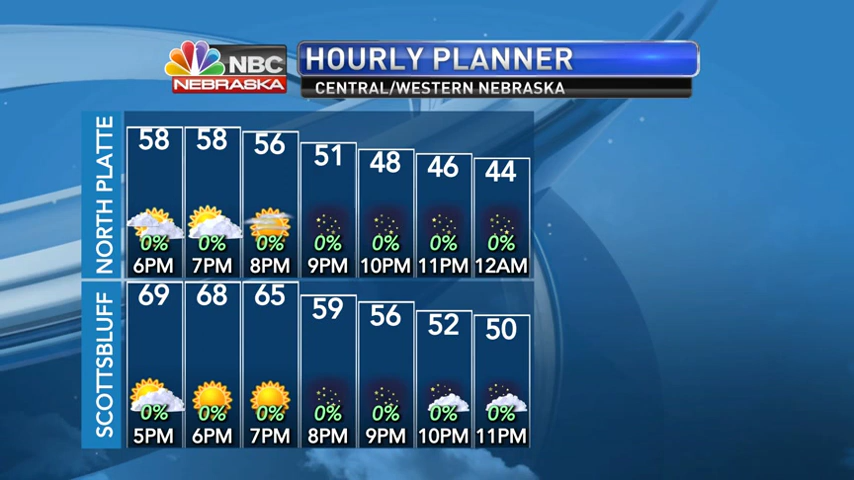 NBC
NEBRASKA
HOURLY PLANNER
CENTRAL/WESTERN NEBRASKA
NORTH PLATTE
58 58 56 51 48 46 44
0% 0% 0% 0% 0% 0% 0%
6PM 7PM 8PM 9PM 10PM 11PM 12AM
SCOTTSBLUFF
69 68 65 59 56 52 50
0% 0% 0% 0% 0% 0% 0%
5PM 6PM 7PM 8PM 9PM 10PM 11PM